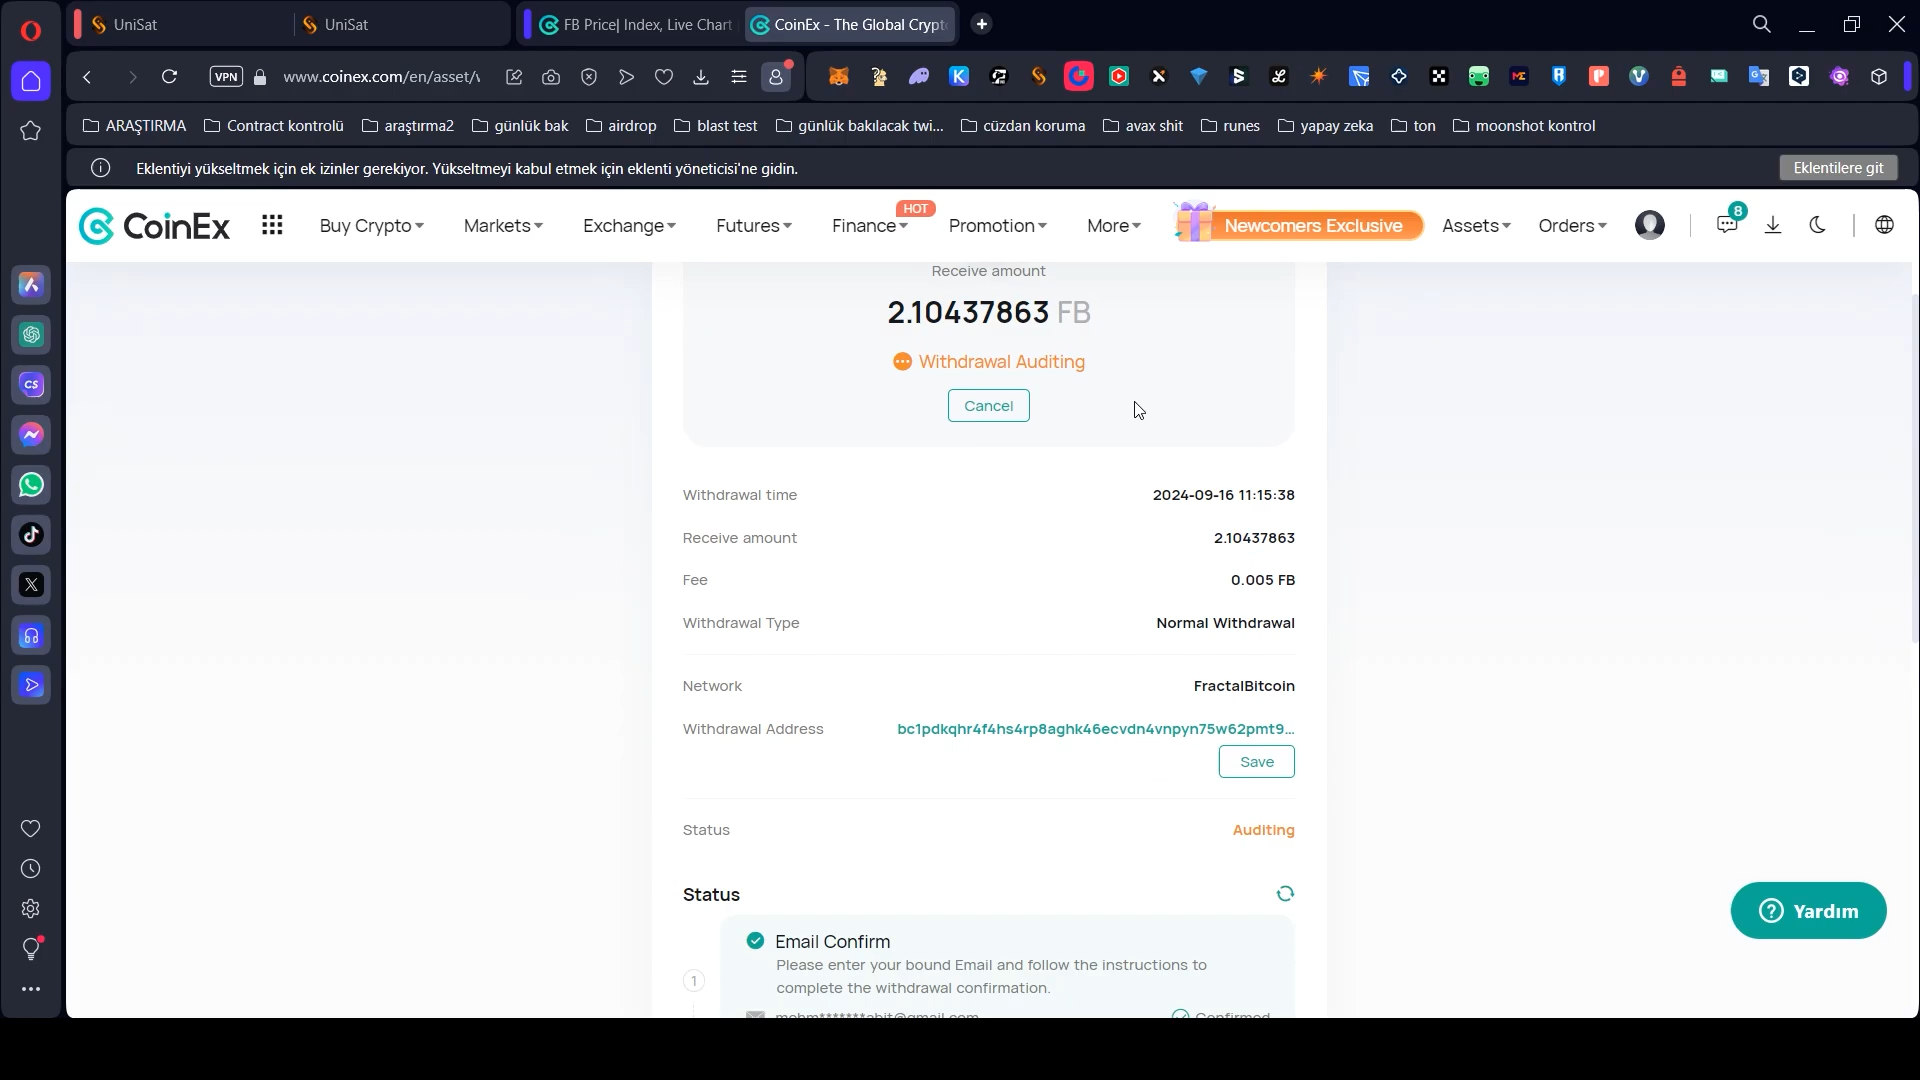 UniSat
UniSat
FB Price| Index, Live Chart
CoinEx - The Global Crypt
VPN
www.coinex.com/en/asset/
ARAŞTIRMA
Contract kontrolü
araştırma2
günlük bak
airdrop
blast test
günlük bakılacak twi...
cüzdan koruma
avax shit
runes
yapay zeka
ton
moonshot kontrol
Eklentiyi yükseltmek için ek izinler gerekiyor. Yükseltmeyi kabul etmek için eklenti yöneticisi'ne gidin.
Eklentilere git
CoinEx
Buy Crypto
Markets
Exchange
Futures
Finance
HOT
Promotion
More
Newcomers Exclusive
Assets
Orders
8
Receive amount
2.10437863 FB
Withdrawal Auditing
Cancel
Withdrawal time 2024-09-16 11:15:38
Receive amount 2.10437863
Fee 0.005 FB
Withdrawal Type Normal Withdrawal
Network FractalBitcoin
Withdrawal Address bc1pdkqhr4f4hs4rp8aghk46ecvdn4vnpyn75w62pmt9...
Save
Status Auditing
Status
1
Email Confirm
Please enter your bound Email and follow the instructions to
complete the withdrawal confirmation.
Confirmed
Yardım